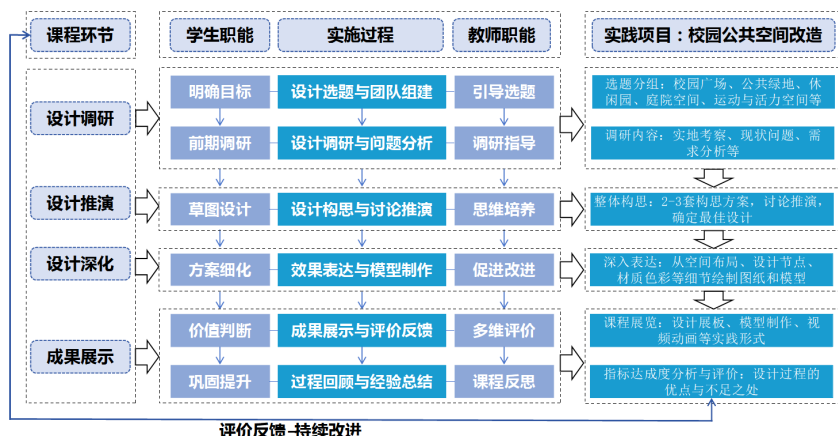 课程环节
学生职能
实施过程
教师职能
实践项目：校园公共空间改造
设计调研
明确目标
设计选题与团队组建
引导选题
选题分组：校园广场、公共绿地、休
闲园、庭院空间、运动与活力空间等
前期调研
设计调研与问题分析
调研指导
调研内容：实地考察、现状问题、需
求分析等
设计推演
草图设计
设计构思与讨论推演
思维培养
整体构思：2-3套构思方案，讨论推演，
确定最佳设计
设计深化
方案细化
效果表达与模型制作
促进改进
深入表达：从空间布局、设计节点、
材质色彩等细节绘制图纸和模型
成果展示
价值判断
成果展示与评价反馈
多维评价
课程展览：设计展板、模型制作、视
频动画等实践形式
巩固提升
过程回顾与经验总结
课程反思
指标达成度分析与评价：设计过程的
优点与不足之处
评价反馈-持续改进